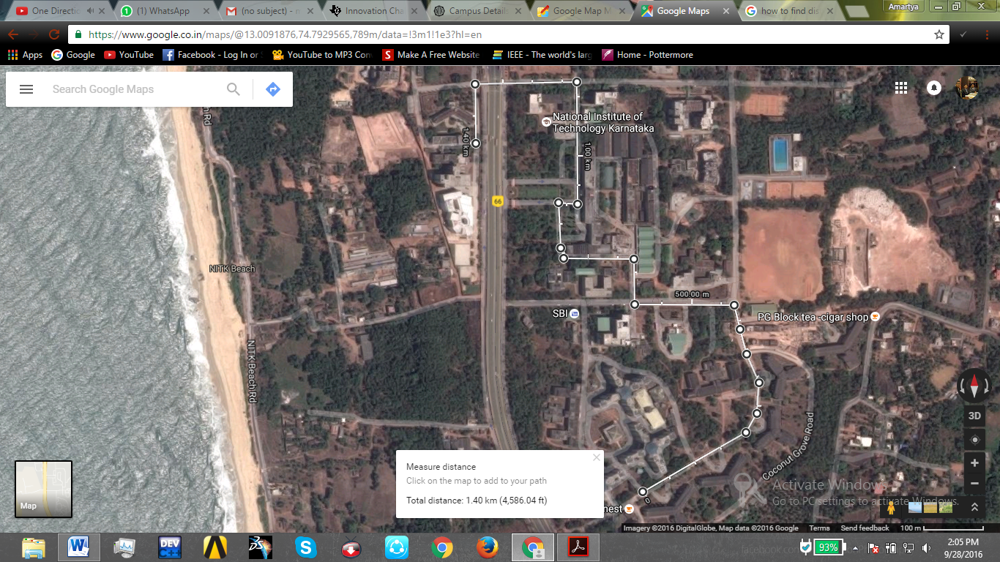 One Directi
(1) WhatsApp
(no subject) - n
Innovation Cha
Campus Detail
Google Map M
Google Maps
how to find dis
Amartya
https://www.google.co.in/maps/@13.0091876,74.7929565,789m/data=!3m1!1e3?hl=en
Apps
Google
YouTube
Facebook - Log In or
YouTube to MP3 Con
Make A Free Website
IEEE - The world's larg
Home - Pottermore
Search Google Maps
h Rd
National Institute of
Technology Karnataka
1.40 km
1.00 km
66
NITK Beach
500.00 m
SBI
PG Block tea -cigar shop
NITK Beach Rd
3D
Coconut Grove Road
Measure distance
Click on the map to add to your path
Total distance: 1.40 km (4,586.04 ft)
0
nest
Map
Activate Windows
Go to PC settings to activate Windows.
Imagery ©2016 DigitalGlobe, Map data ©2016 Google
Terms
Send feedback
100 m
DEV
C++
93%
2:05 PM
9/28/2016